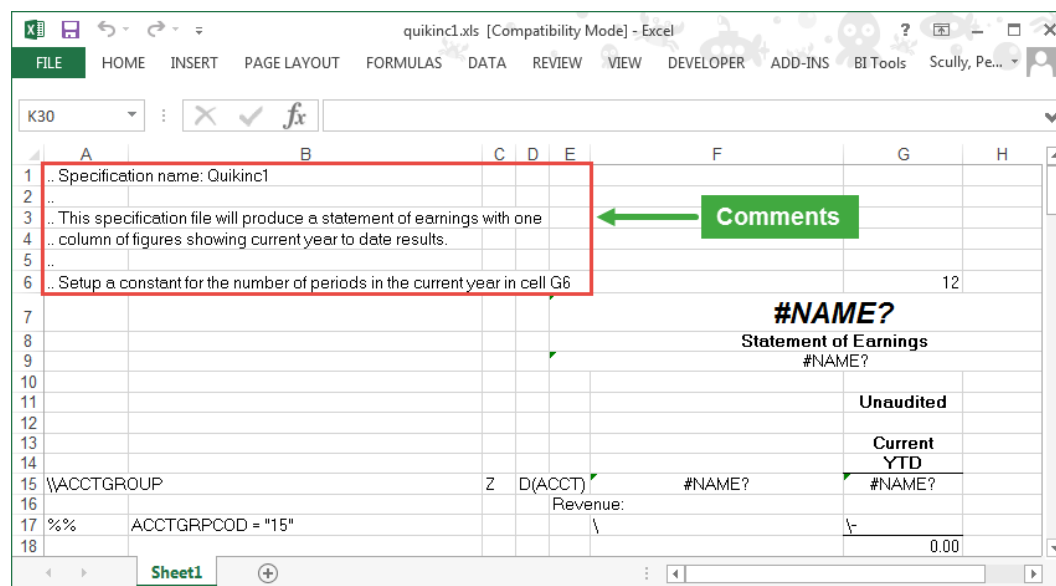 quikinc1.xls [Compatibility Mode] - Excel ?
FILE HOME INSERT PAGE LAYOUT FORMULAS DATA REVIEW VIEW DEVELOPER ADD-INS BI Tools Scully, Pe...
K30 fx
A B C D E F G H
1 .. Specification name: Quikinc1
2 ..
3 .. This specification file will produce a statement of earnings with one
Comments
4 .. column of figures showing current year to date results.
5 ..
6 .. Setup a constant for the number of periods in the current year in cell G6 12
7 #NAME?
8 Statement of Earnings
9 #NAME?
10
11 Unaudited
12
13 Current
14 YTD
15 \\ACCTGROUP Z D(ACCT) #NAME? #NAME?
16 Revenue:
17 %% ACCTGRPCOD = "15" \ \-
18 0.00
Sheet1